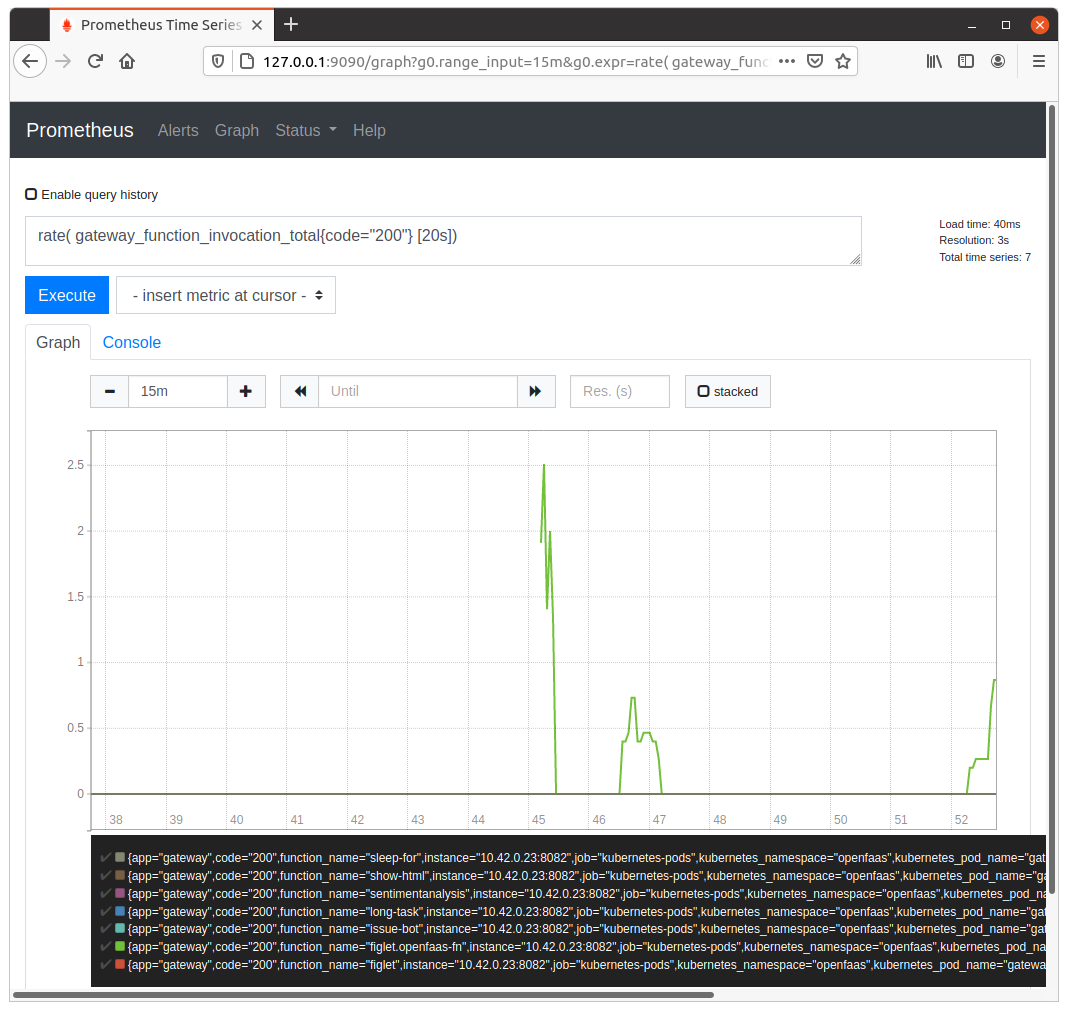 Prometheus Time Series
127.0.0.1:9090/graph?g0.range_input=15m&g0.expr=rate( gateway_func
Prometheus Alerts Graph Status Help
Enable query history
rate( gateway_function_invocation_total{code="200"} [20s])
Load time: 40ms
Resolution: 3s
Total time series: 7
Execute - insert metric at cursor -
Graph Console
15m Until Res. (s) stacked
2.5
2
1.5
1
0.5
0
38 39 40 41 42 43 44 45 46 47 48 49 50 51 52
{app="gateway",code="200",function_name="sleep-for",instance="10.42.0.23:8082",job="kubernetes-pods",kubernetes_namespace="openfaas",kubernetes_pod_name="gat
{app="gateway",code="200",function_name="show-html",instance="10.42.0.23:8082",job="kubernetes-pods",kubernetes_namespace="openfaas",kubernetes_pod_name="ga
{app="gateway",code="200",function_name="sentimentanalysis",instance="10.42.0.23:8082",job="kubernetes-pods",kubernetes_namespace="openfaas",kubernetes_pod_n
{app="gateway",code="200",function_name="long-task",instance="10.42.0.23:8082",job="kubernetes-pods",kubernetes_namespace="openfaas",kubernetes_pod_name="gat
{app="gateway",code="200",function_name="issue-bot",instance="10.42.0.23:8082",job="kubernetes-pods",kubernetes_namespace="openfaas",kubernetes_pod_name="gat
{app="gateway",code="200",function_name="figlet.openfaas-fn",instance="10.42.0.23:8082",job="kubernetes-pods",kubernetes_namespace="openfaas",kubernetes_pod_na
{app="gateway",code="200",function_name="figlet",instance="10.42.0.23:8082",job="kubernetes-pods",kubernetes_namespace="openfaas",kubernetes_pod_name="gatewa